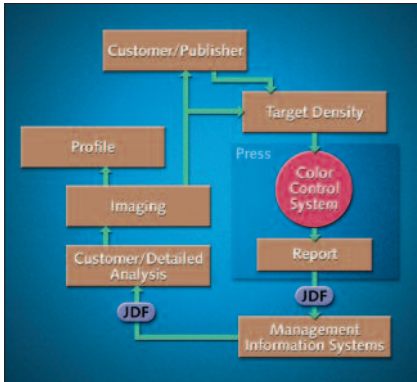 Customer/Publisher
Target Density
Profile
Press
Color
Control
System
Imaging
Customer/Detailed
Analysis
Report
JDF
JDF
Management
Information Systems